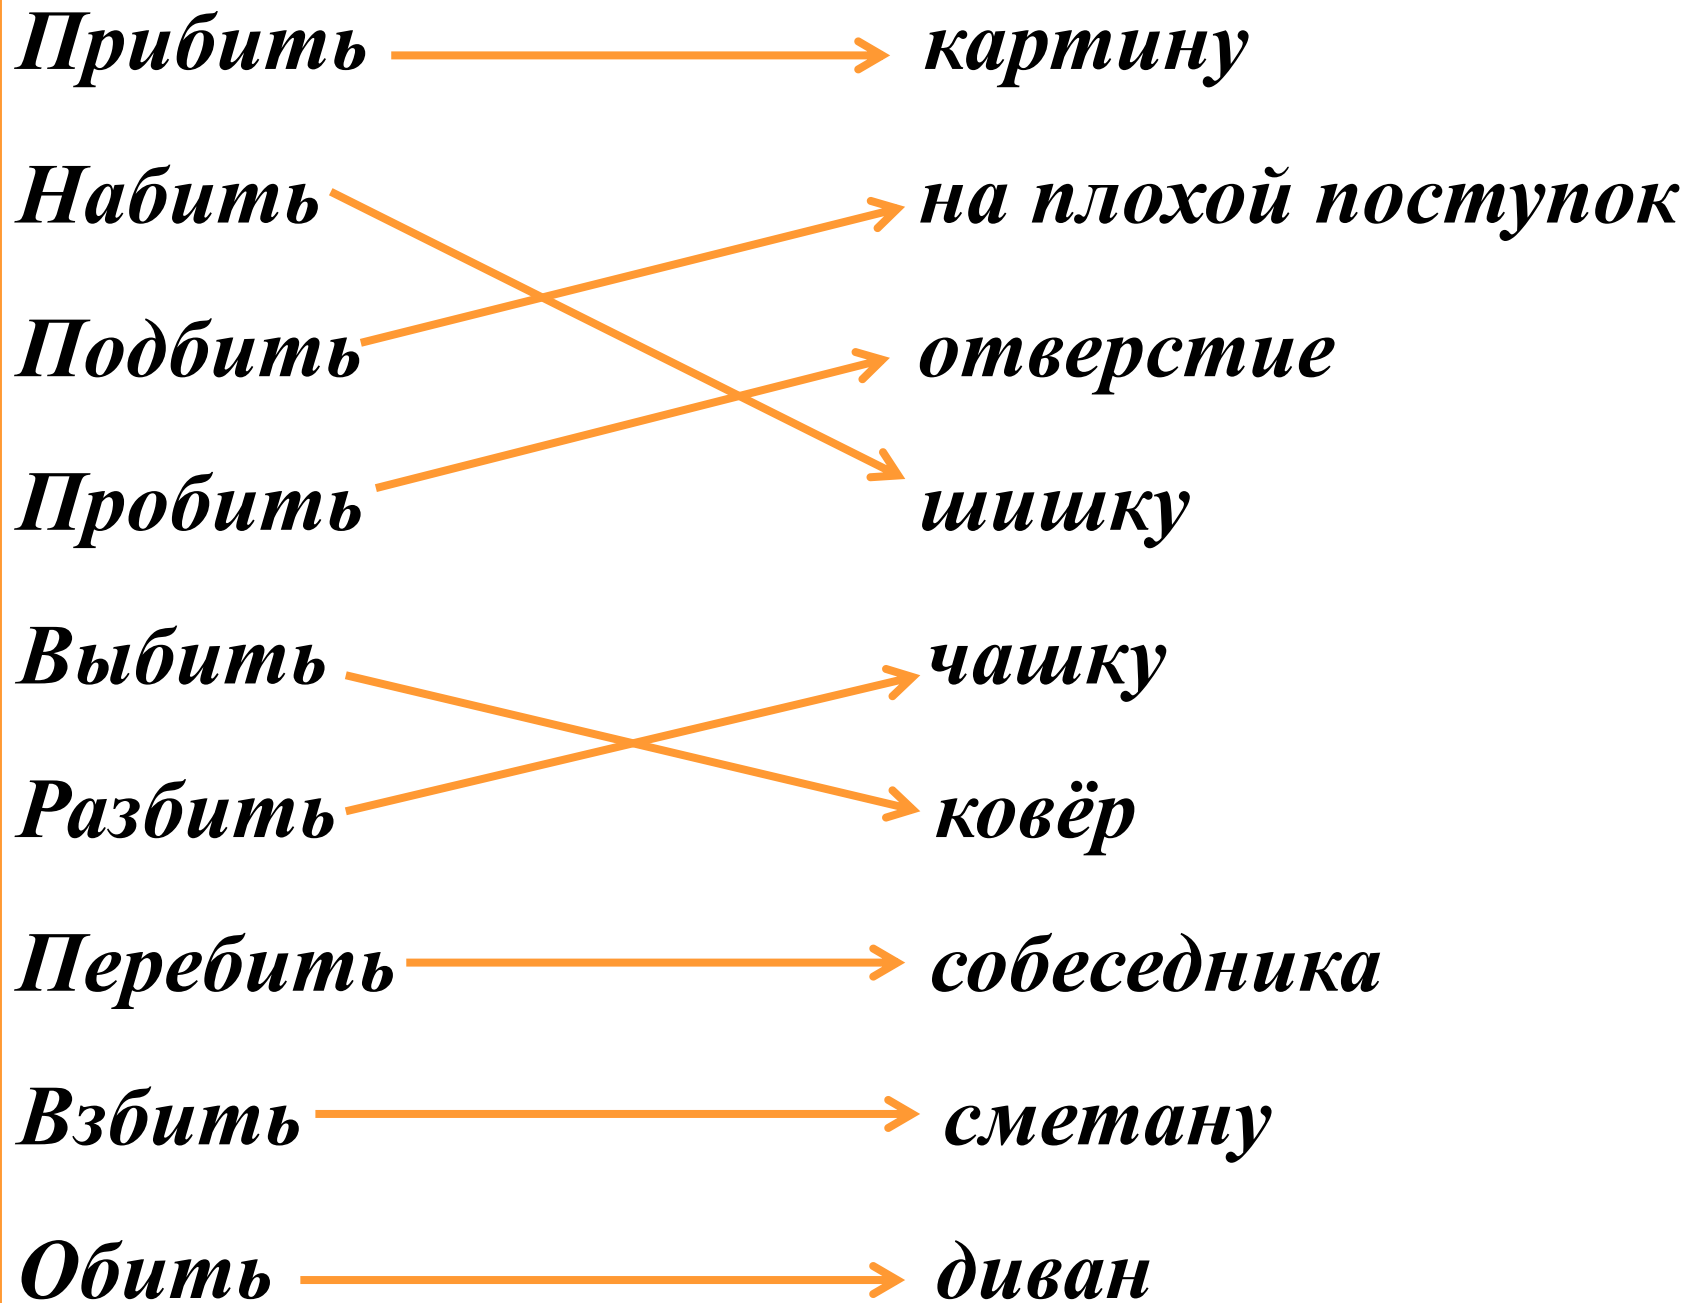 Прибить картину
Набить на плохой поступок
Подбить отверстие
Пробить шишку
Выбить чашку
Разбить ковёр
Перебить собеседника
Взбить сметану
Обить диван